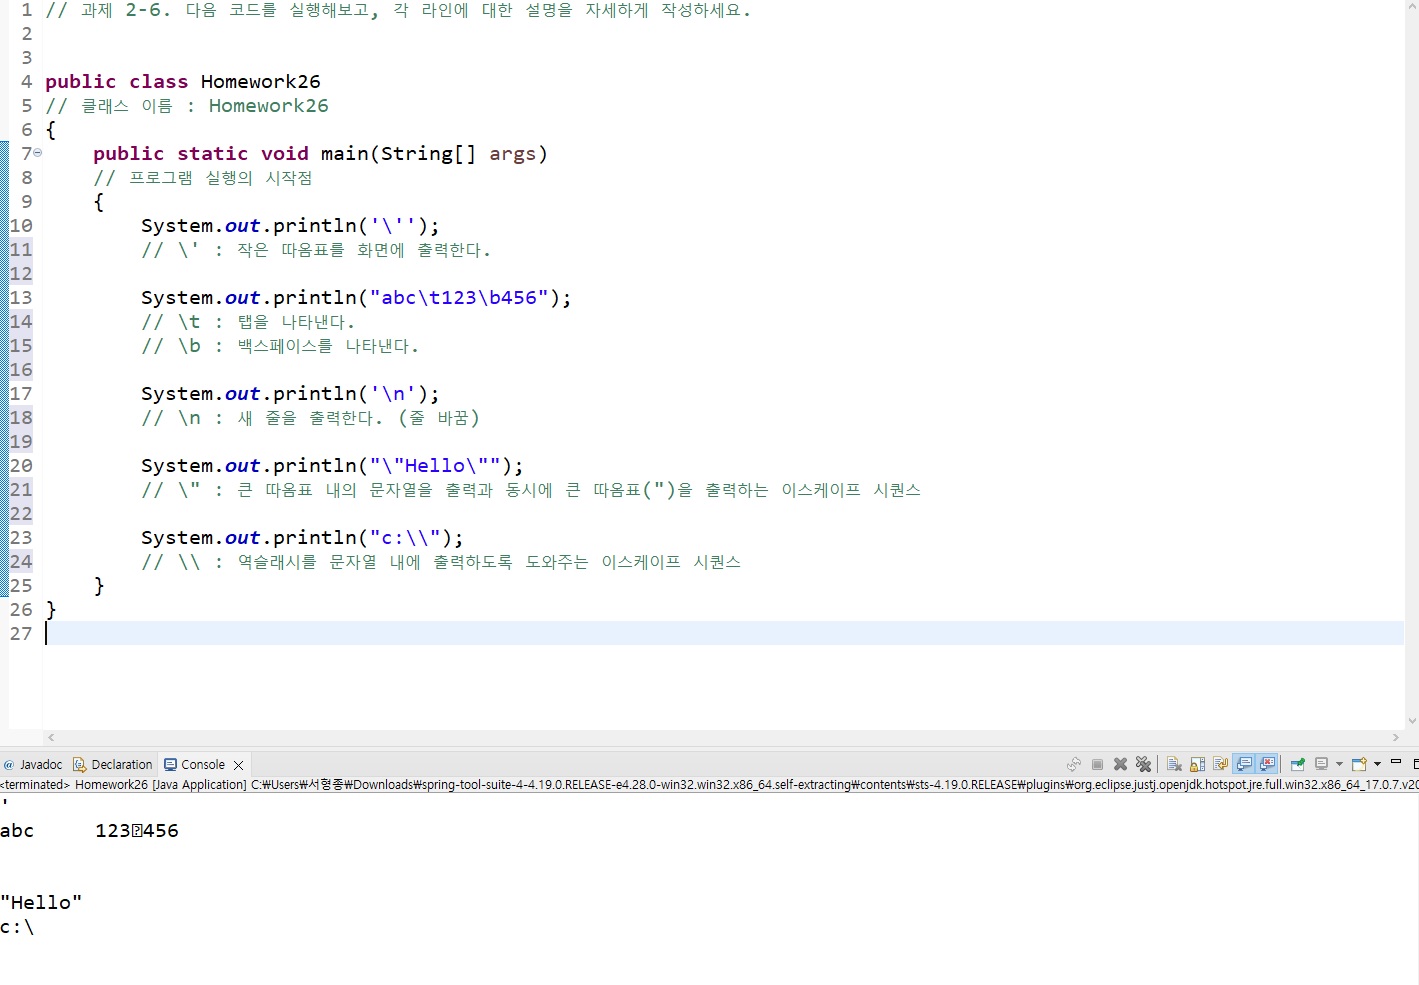 1 // 과제 2-6. 다음 코드를 실행해보고, 각 라인에 대한 설명을 자세하게 작성하세요.
2
3
4 public class Homework26
5 // 클래스 이름 : Homework26
6 {
7 public static void main(String[] args)
8 // 프로그램 실행의 시작점
9 {
10 System.out.println('\'');
11 // \' : 작은 따옴표를 화면에 출력한다.
12
13 System.out.println("abc\t123\b456");
14 // \t : 탭을 나타낸다.
15 // \b : 백스페이스를 나타낸다.
16
17 System.out.println('\n');
18 // \n : 새 줄을 출력한다. (줄 바꿈)
19
20 System.out.println("\"Hello\"");
21 // \" : 큰 따옴표 내의 문자열을 출력과 동시에 큰 따옴표(")을 출력하는 이스케이프 시퀀스
22
23 System.out.println("c:\\");
24 // \\ : 역슬래시를 문자열 내에 출력하도록 도와주는 이스케이프 시퀀스
25 }
26 }
27
@ Javadoc Declaration Console
<terminated> Homework26 [Java Application] C:₩Users₩서형종₩Downloads₩spring-tool-suite-4-4.19.0.RELEASE-e4.28.0-win32.win32.x86_64.self-extracting₩contents₩sts-4.19.0.RELEASE₩plugins₩org.eclipse.justj.openjdk.hotspot.jre.full.win32.x86_64_17.0.7.v20
'
abc 123456
"Hello"
c:\